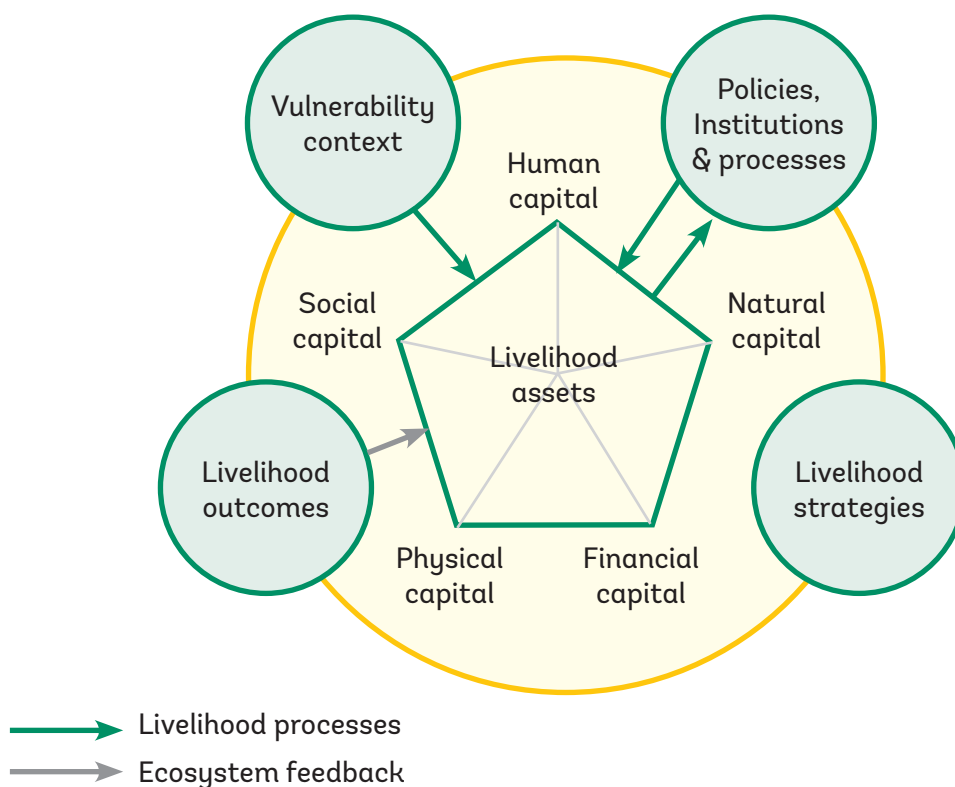 Vulnerability
context
Policies,
Institutions
& processes
Human
capital
Social
capital
Natural
capital
Livelihood
assets
Livelihood
outcomes
Livelihood
strategies
Physical
capital
Financial
capital
Livelihood processes
Ecosystem feedback